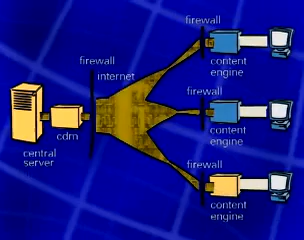 firewall
firewall
internet
content
engine
firewall
content
engine
cdm
central
server
firewall
content
engine